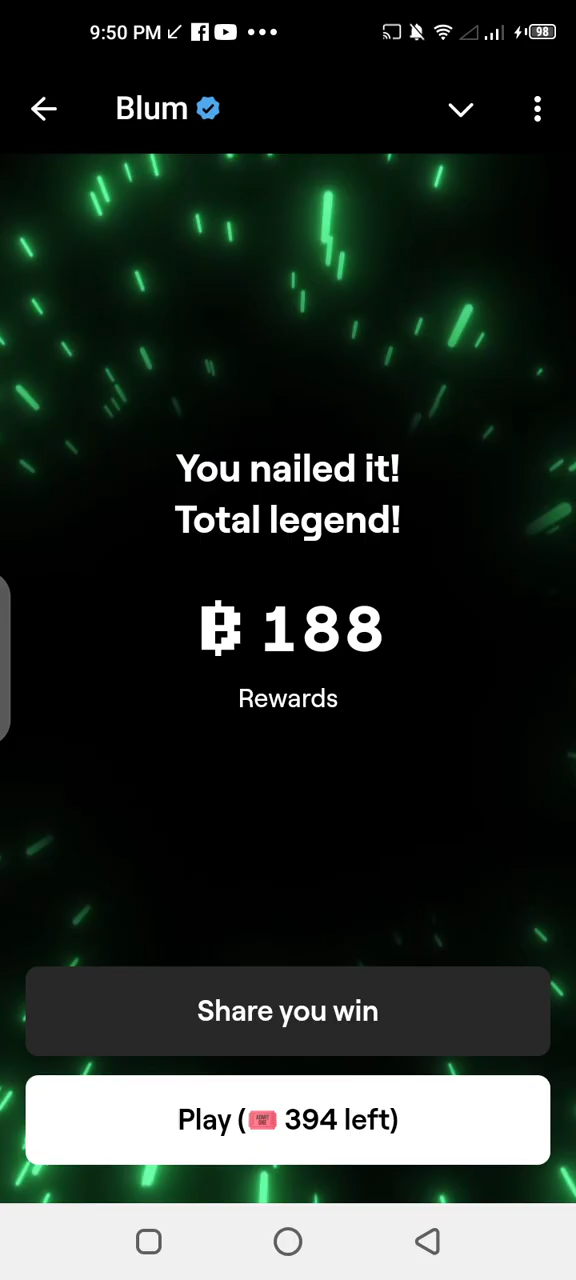 9:50 PM
98
Blum
You nailed it!
Total legend!
188
Rewards
Share you win
Play (🎟 394 left)